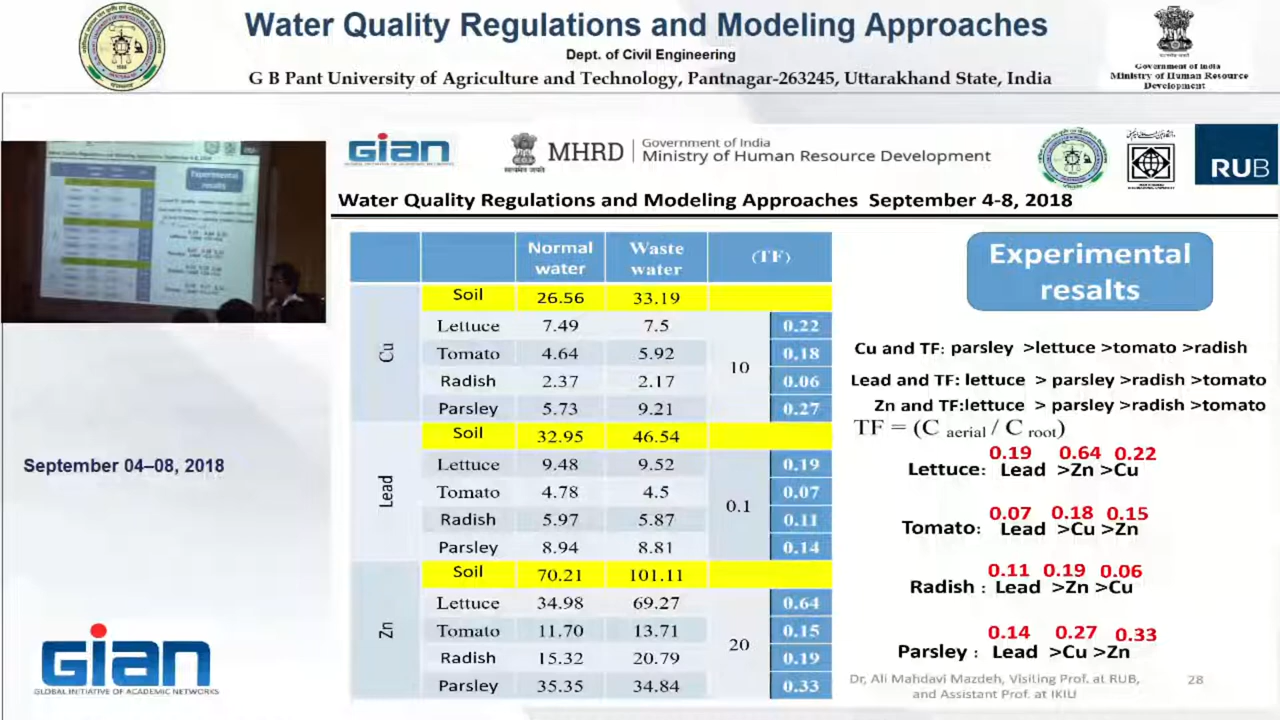 Water Quality Regulations and Modeling Approaches
Dept. of Civil Engineering
G B Pant University of Agriculture and Technology, Pantnagar-263245, Uttarakhand State, India
Government of India
Ministry of Human Resource
Development
GIAN
GLOBAL INITIATIVE OF ACADEMIC NETWORKS
सत्यमेव जयते
MHRD
Government of India
Ministry of Human Resource Development
RUB
Water Quality Regulations and Modeling Approaches September 4-8, 2018
Normal water Waste water (TF)
Cu
Soil 26.56 33.19
Lettuce 7.49 7.5 0.22
Tomato 4.64 5.92 0.18
10
Radish 2.37 2.17 0.06
Parsley 5.73 9.21 0.27
Lead
Soil 32.95 46.54
Lettuce 9.48 9.52 0.19
Tomato 4.78 4.5 0.07
0.1
Radish 5.97 5.87 0.11
Parsley 8.94 8.81 0.14
Zn
Soil 70.21 101.11
Lettuce 34.98 69.27 0.64
Tomato 11.70 13.71 0.15
20
Radish 15.32 20.79 0.19
Parsley 35.35 34.84 0.33
Experimental
resalts
Cu and TF: parsley >lettuce >tomato >radish
Lead and TF: lettuce > parsley >radish >tomato
Zn and TF:lettuce > parsley >radish >tomato
TF = (C aerial / C root)
0.19 0.64 0.22
Lettuce: Lead >Zn >Cu
0.07 0.18 0.15
Tomato: Lead >Cu >Zn
0.11 0.19 0.06
Radish : Lead >Zn >Cu
0.14 0.27 0.33
Parsley : Lead >Cu >Zn
Dr, Ali Mahdavi Mazdeh, Visiting Prof. at RUB,
and Assistant Prof. at IKIU
28
September 04–08, 2018
GIAN
GLOBAL INITIATIVE OF ACADEMIC NETWORKS